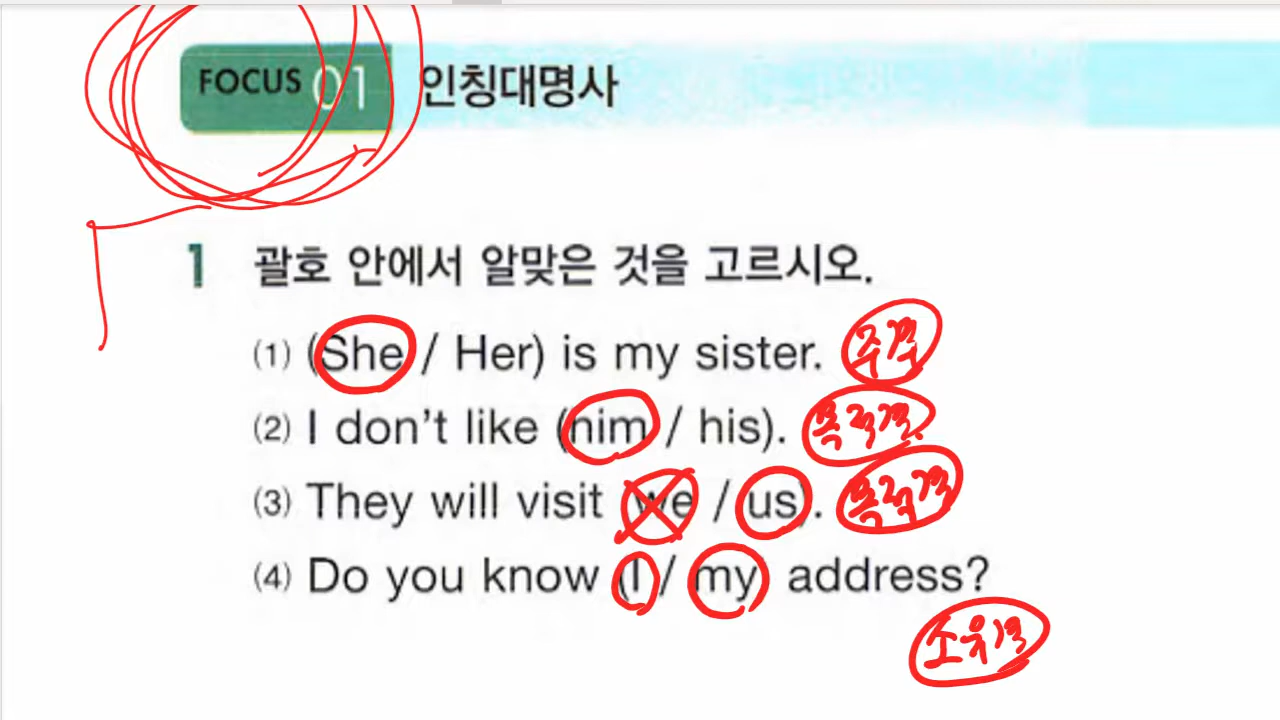 FOCUS 01 인칭대명사
1 괄호 안에서 알맞은 것을 고르시오.
(1) (She / Her) is my sister. 주격
(2) I don't like (him / his). 목적격
(3) They will visit (we / us). 목적격
(4) Do you know (I / my) address?
소유격